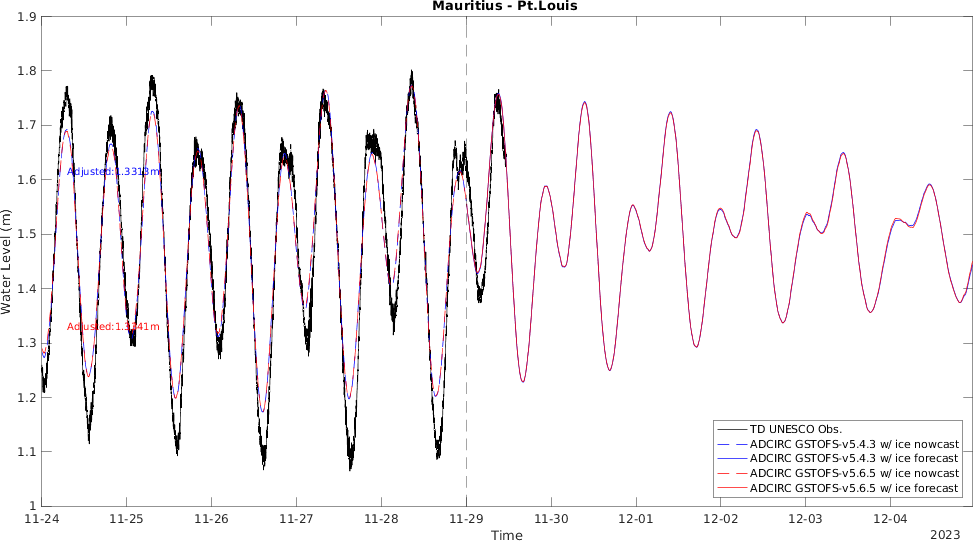 Mauritius - Pt.Louis
1.9
1.8
1.7
1.6
1.5
1.4
1.3
1.2
1.1
1
Water Level (m)
Adjusted:1.3313m
TD UNESCO Obs.
ADCIRC GSTOFS-v5.4.3 w/ ice nowcast
ADCIRC GSTOFS-v5.4.3 w/ ice forecast
ADCIRC GSTOFS-v5.6.5 w/ ice nowcast
ADCIRC GSTOFS-v5.6.5 w/ ice forecast
11-24 11-25 11-26 11-27 11-28 11-29 11-30 12-01 12-02 12-03 12-04
Time
2023